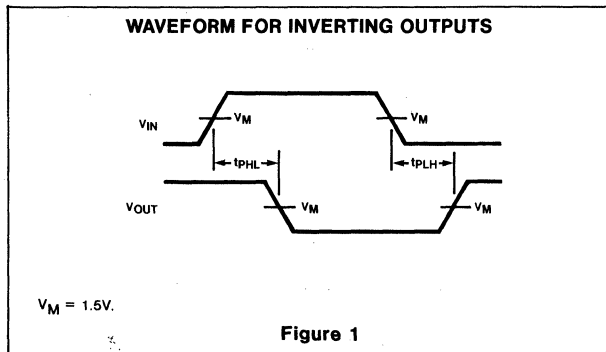 WAVEFORM FOR INVERTING OUTPUTS
VIN
VM
VM
tPHL
tPLH
VOUT
VM
VM
VM = 1.5V.
Figure 1